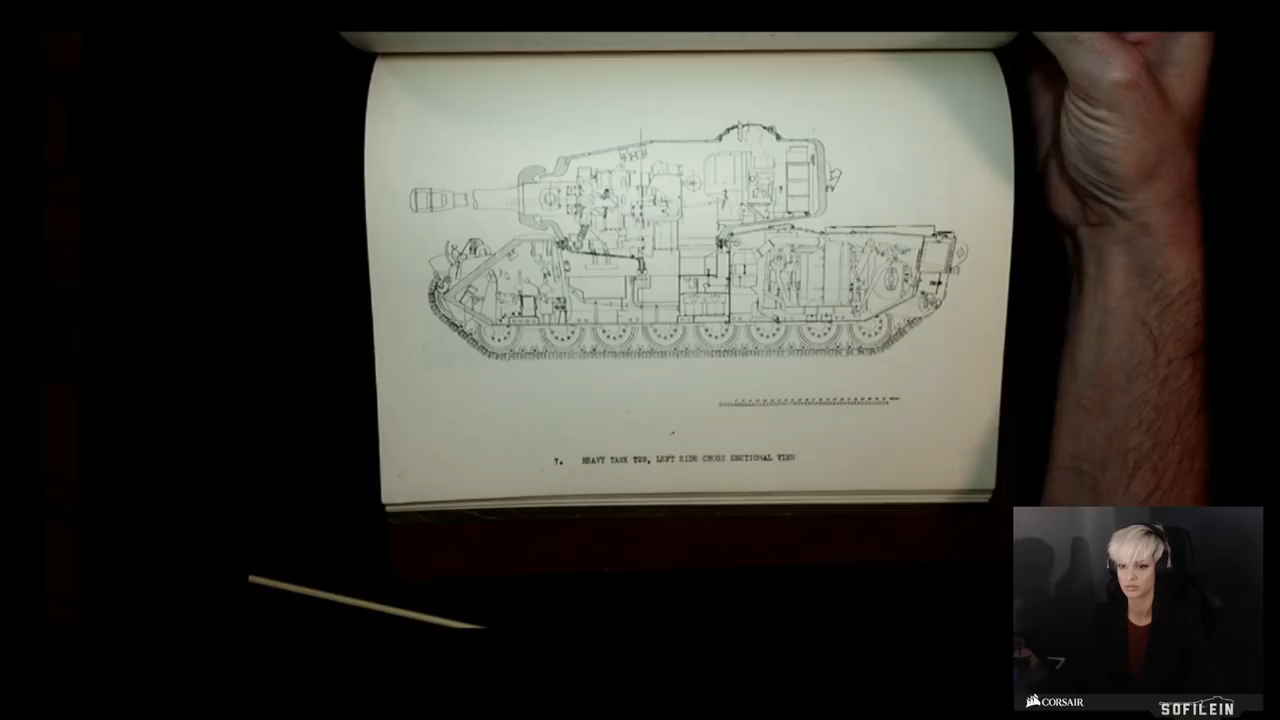 7. HEAVY TANK T29, LEFT SIDE CROSS SECTIONAL VIEW
CORSAIR
SOFILEIN